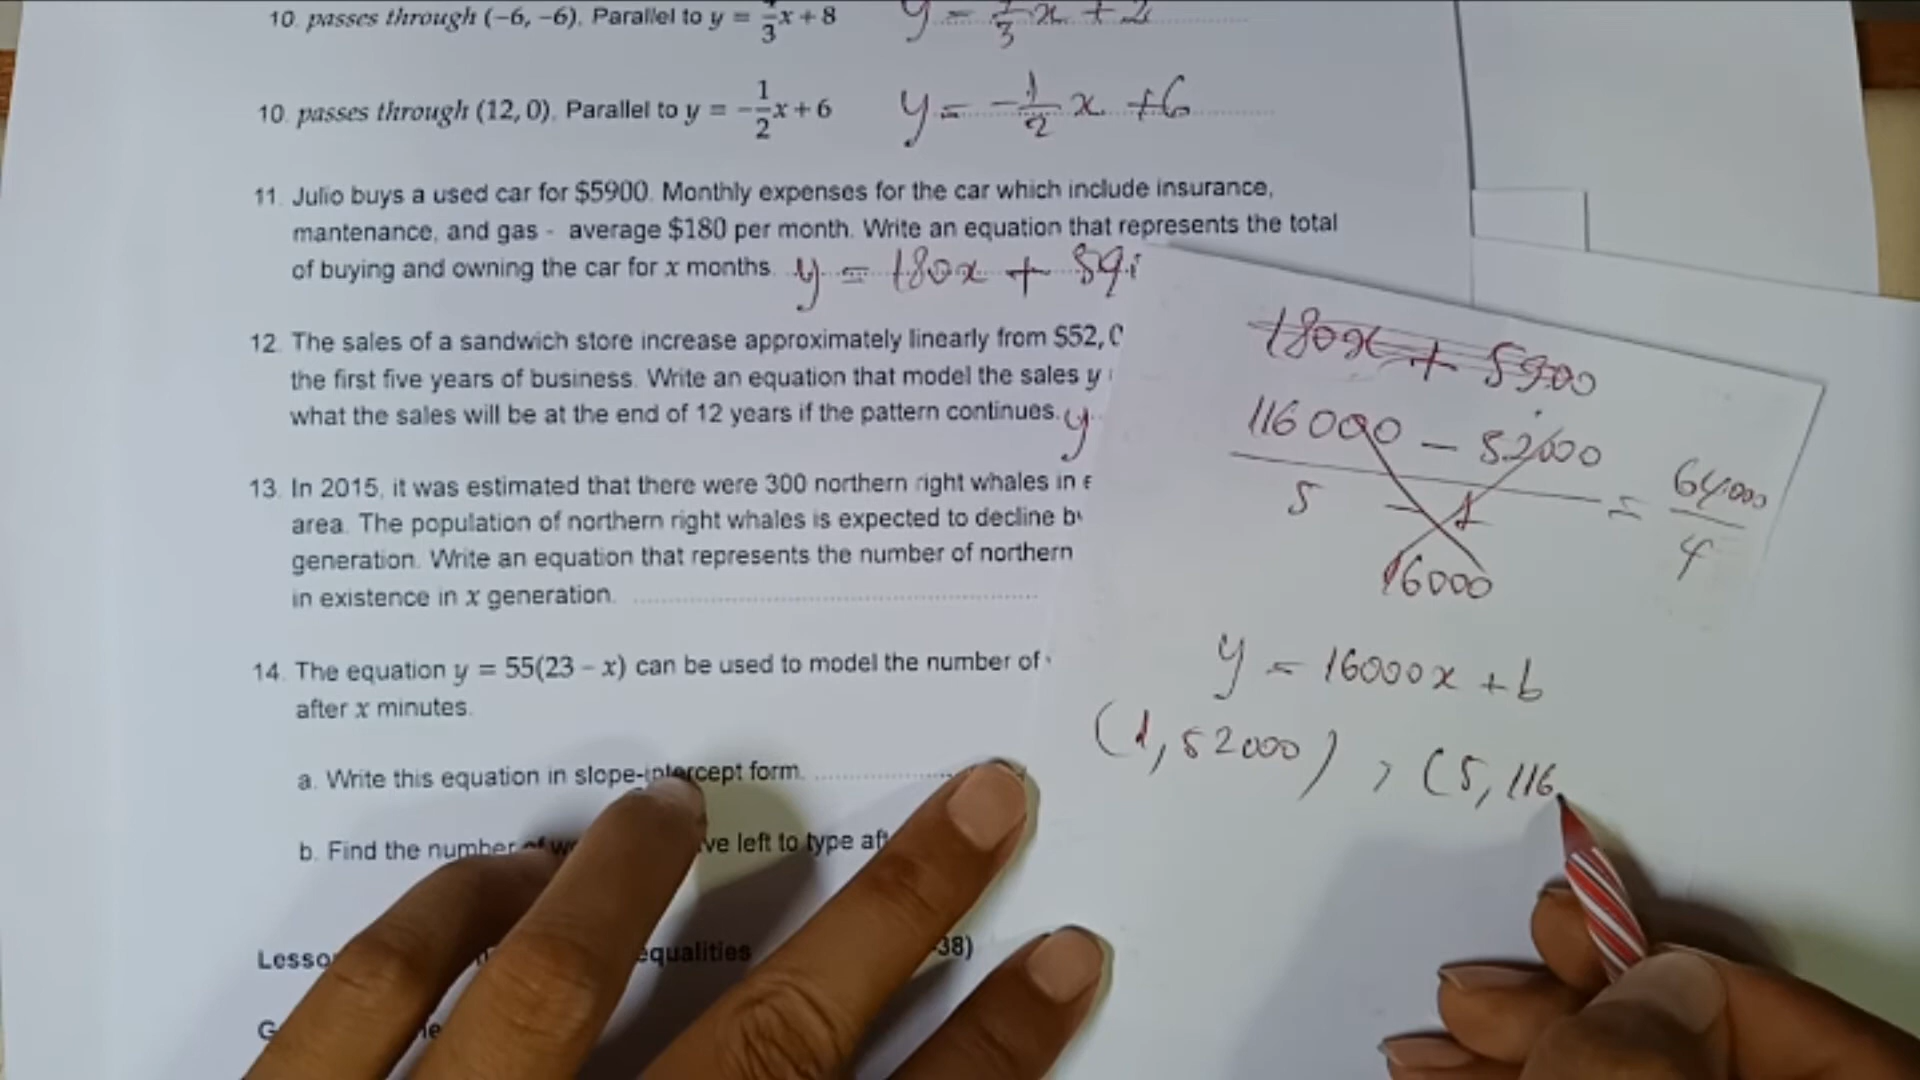 10. passes through (−6, −6). Parallel to y = /3 x + 8 y = /3 x + 2
10. passes through (12, 0). Parallel to y = −1/2 x + 6 y = −1/2 x + 6
11. Julio buys a used car for $5900. Monthly expenses for the car which include insurance,
mantenance, and gas - average $180 per month. Write an equation that represents the total
of buying and owning the car for x months. y = 180x + 59
12. The sales of a sandwich store increase approximately linearly from $52,
the first five years of business. Write an equation that model the sales y
what the sales will be at the end of 12 years if the pattern continues. y
13. In 2015, it was estimated that there were 300 northern right whales in
area. The population of northern right whales is expected to decline
generation. Write an equation that represents the number of northern
in existence in x generation.
14. The equation y = 55(23 − x) can be used to model the number of
after x minutes.
a. Write this equation in slope-intercept form.
b. Find the number of left to type
equalities 38)
180x + 5900
116000 − 52000
5 − 1
= 64000
4
16000
y = 16000x + b
(1, 52000) , (5, 116